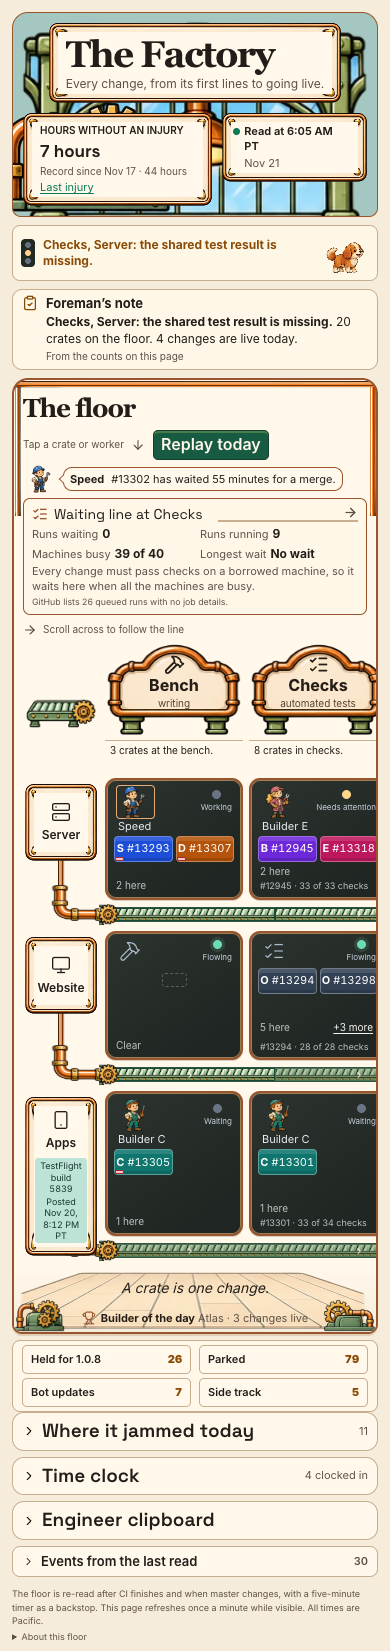 The Factory
Every change, from its first lines to going live.
HOURS WITHOUT AN INJURY
7 hours
Record since Nov 17 · 44 hours
Last injury
Read at 6:05 AM
PT
Nov 21
Checks, Server: the shared test result is
missing.
Foreman’s note
Checks, Server: the shared test result is missing. 20
crates on the floor. 4 changes are live today.
From the counts on this page
The floor
Tap a crate or worker
Replay today
Speed #13302 has waited 55 minutes for a merge.
Waiting line at Checks
Runs waiting 0
Runs running 9
Machines busy 39 of 40
Longest wait No wait
Every change must pass checks on a borrowed machine, so it
waits here when all the machines are busy.
GitHub lists 26 queued runs with no job details.
Scroll across to follow the line
Bench
writing
Checks
automated tests
3 crates at the bench.
8 crates in checks.
Server
Working
Speed
S #13293
D #13307
2 here
Needs attention
Builder E
B #12945
E #13318
2 here
#12945 · 33 of 33 checks
Website
Flowing
Clear
Flowing
O #13294
O #13298
5 here
+3 more
#13294 · 28 of 28 checks
Apps
TestFlight
build
5839
Posted
Nov 20,
8:12 PM
PT
Waiting
Builder C
C #13305
1 here
Waiting
Builder C
C #13301
1 here
#13301 · 33 of 34 checks
A crate is one change.
Builder of the day Atlas · 3 changes live
Held for 1.0.8 26
Parked 79
Bot updates 7
Side track 5
Where it jammed today 11
Time clock 4 clocked in
Engineer clipboard
Events from the last read 30
The floor is re-read after CI finishes and when master changes, with a five-minute
timer as a backstop. This page refreshes once a minute while visible. All times are
Pacific.
About this floor